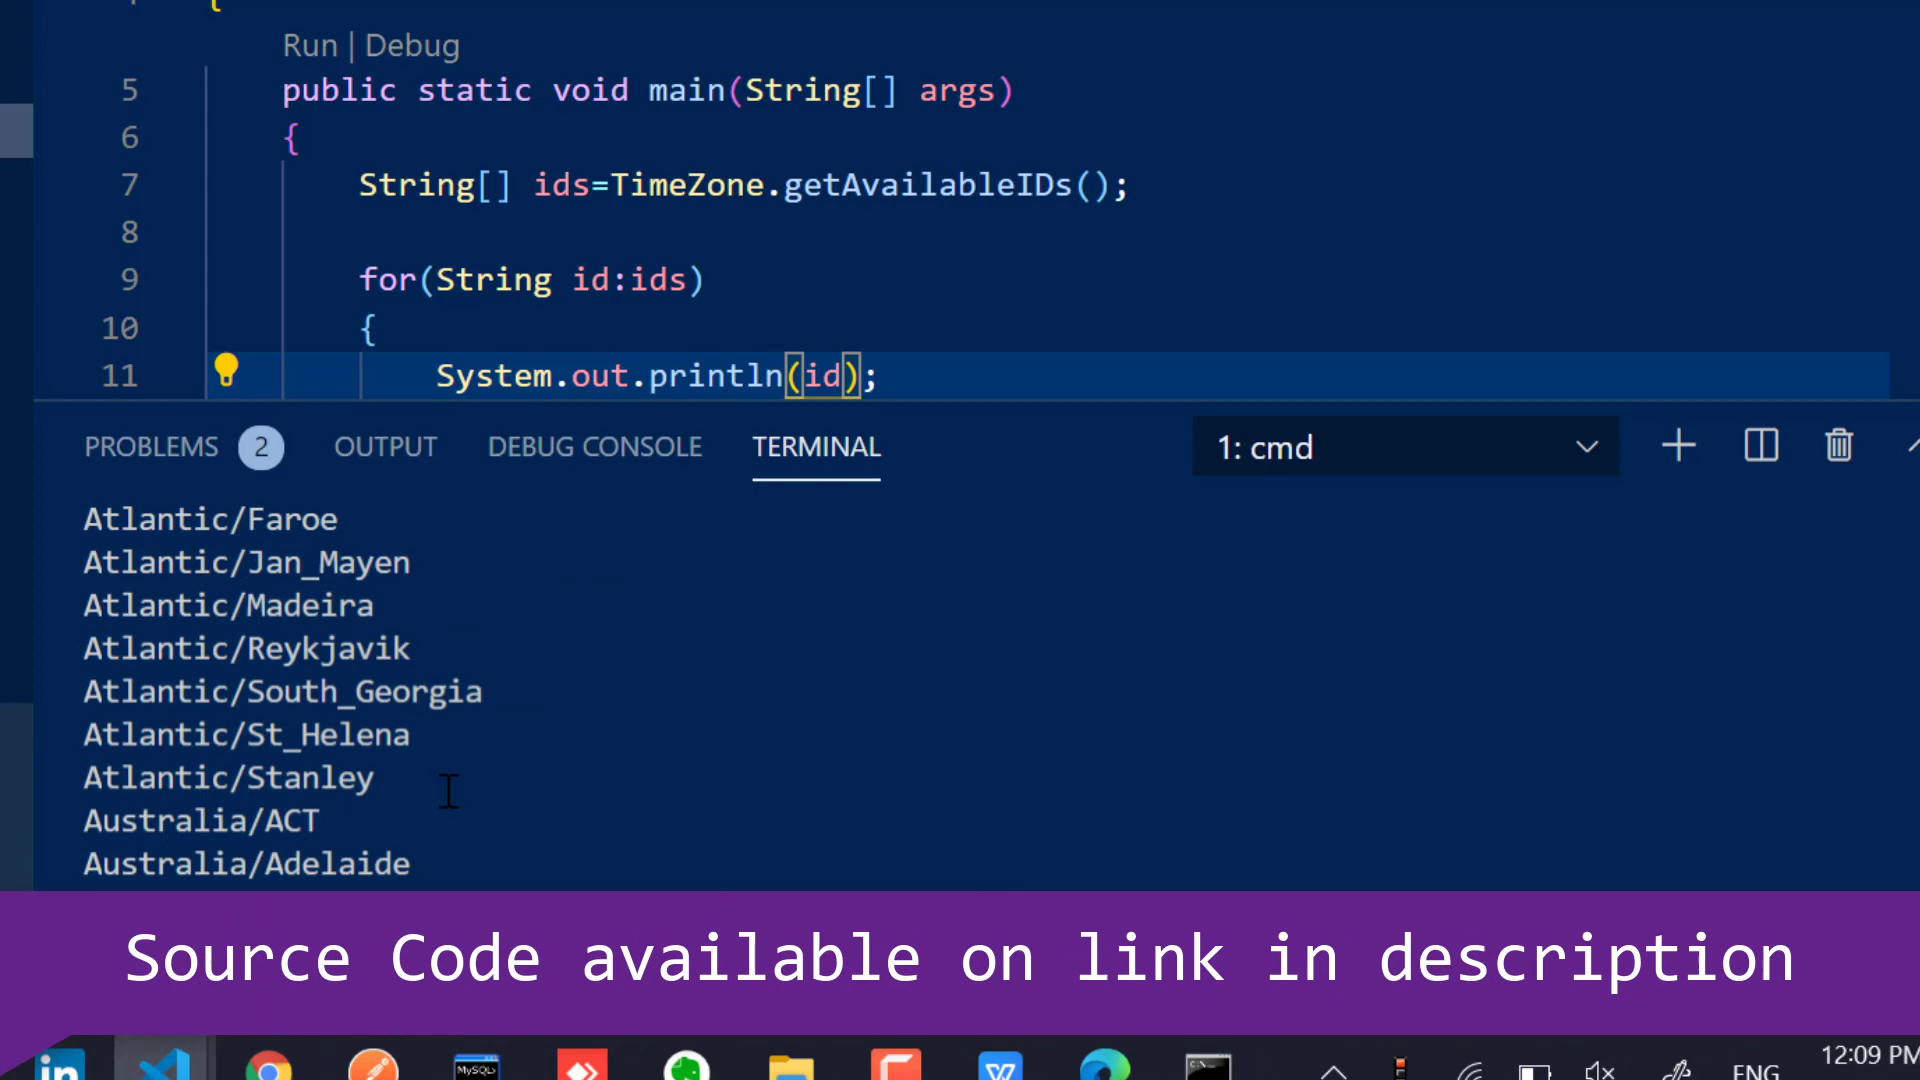 {
Run | Debug
5 public static void main(String[] args)
6 {
7 String[] ids=TimeZone.getAvailableIDs();
8
9 for(String id:ids)
10 {
11 System.out.println(id);
PROBLEMS 2 OUTPUT DEBUG CONSOLE TERMINAL 1: cmd
Atlantic/Faroe
Atlantic/Jan_Mayen
Atlantic/Madeira
Atlantic/Reykjavik
Atlantic/South_Georgia
Atlantic/St_Helena
Atlantic/Stanley
Australia/ACT
Australia/Adelaide
Source Code available on link in description
in MySQL W ENG 12:09 PM